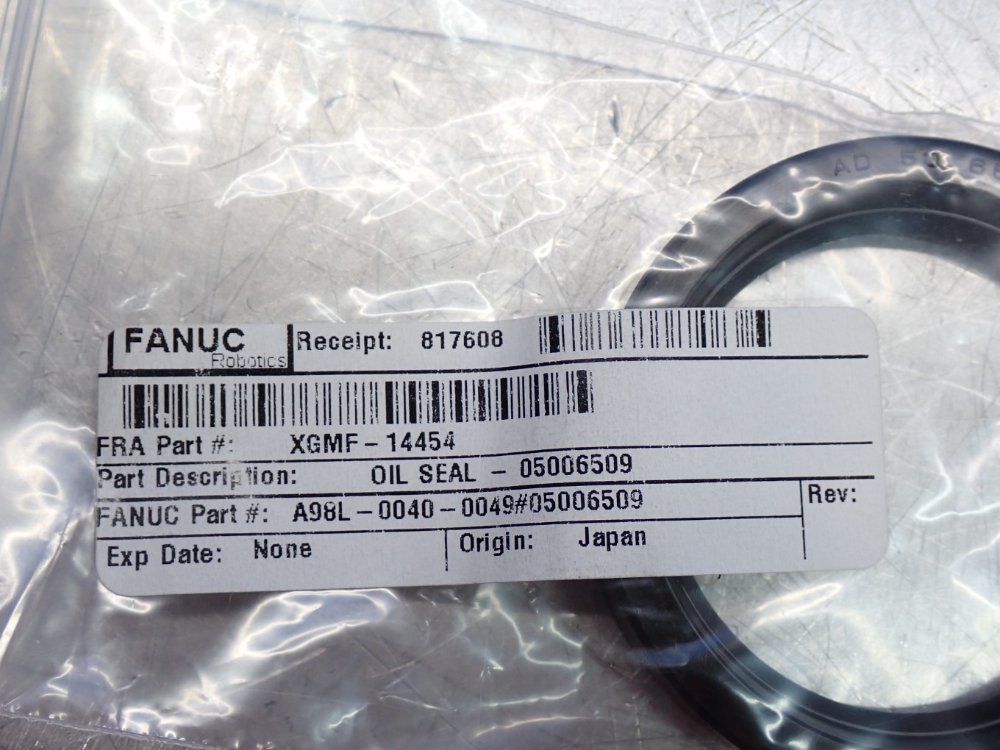 AD
FANUC
Robotics
Receipt: 817608
FRA Part #: XGMF-14454
Part Description: OIL SEAL - 05006509
FANUC Part #: A98L-0040-0049#05006509
Rev:
Exp Date: None
Origin: Japan